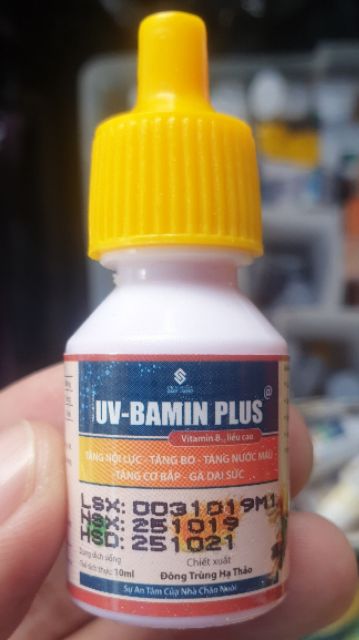 UV-BAMIN PLUS
Vitamin B₁₂ liều cao
TĂNG NỘI LỰC - TĂNG BO - TĂNG NƯỚC MÁU
TĂNG CƠ BẮP - GÀ DAI SỨC
LSX: 0031019M1
NSX: 251019
HSD: 251021
Dung dịch uống
Thể tích thực: 10ml
Chiết xuất
Đông Trùng Hạ Thảo
Sự An Tâm Của Nhà Chăn Nuôi